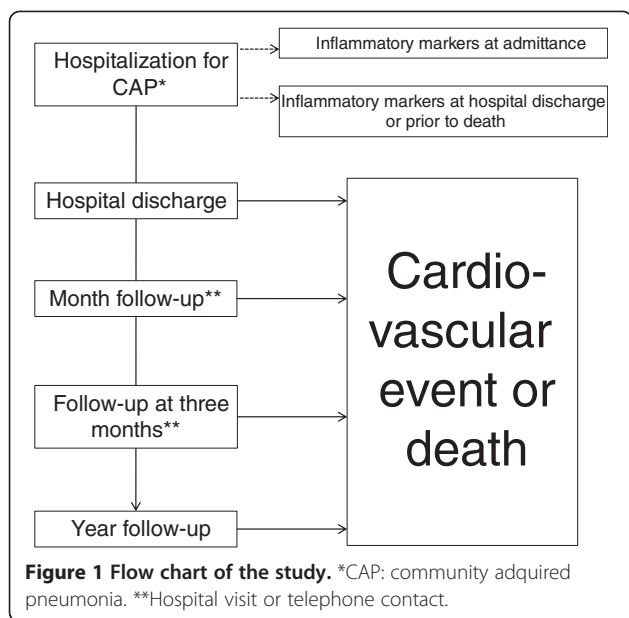 Hospitalization for
CAP*
Inflammatory markers at admittance
Inflammatory markers at hospital discharge
or prior to death
Hospital discharge
Month follow-up**
Follow-up at three
months**
Year follow-up
Cardio-
vascular
event or
death
Figure 1 Flow chart of the study. *CAP: community adquired
pneumonia. **Hospital visit or telephone contact.